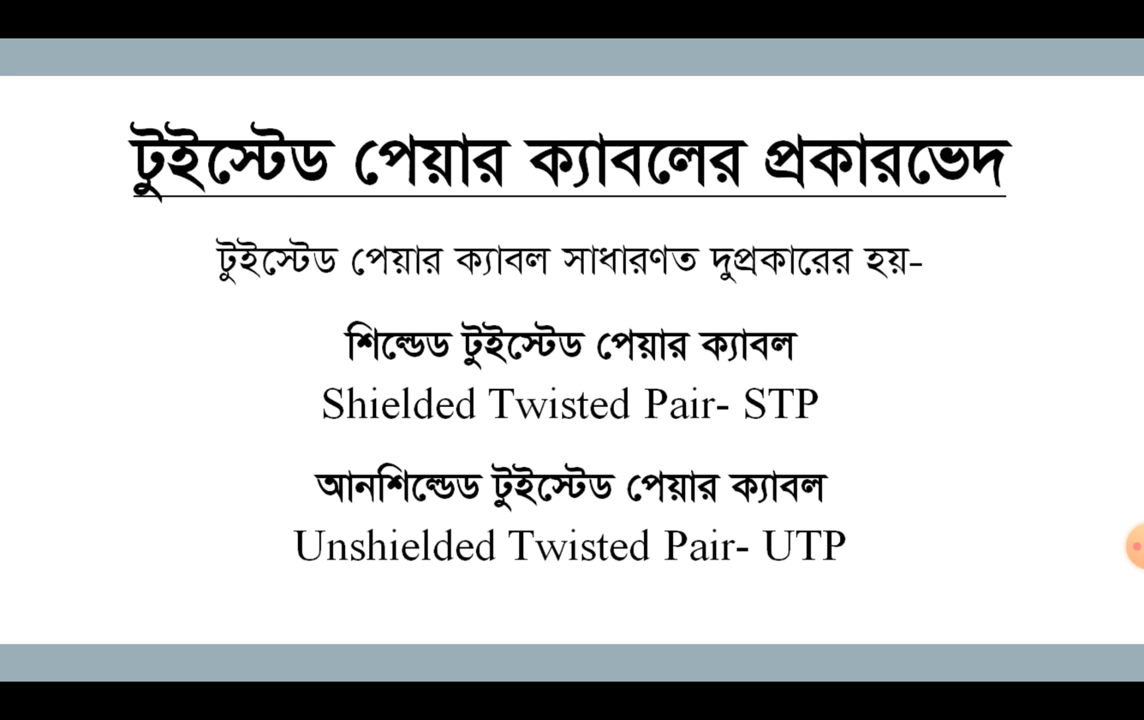 টুইস্টেড পেয়ার ক্যাবলের প্রকারভেদ
টুইস্টেড পেয়ার ক্যাবল সাধারণত দুপ্রকারের হয়-
শিল্ডেড টুইস্টেড পেয়ার ক্যাবল
Shielded Twisted Pair- STP
আনশিল্ডেড টুইস্টেড পেয়ার ক্যাবল
Unshielded Twisted Pair- UTP